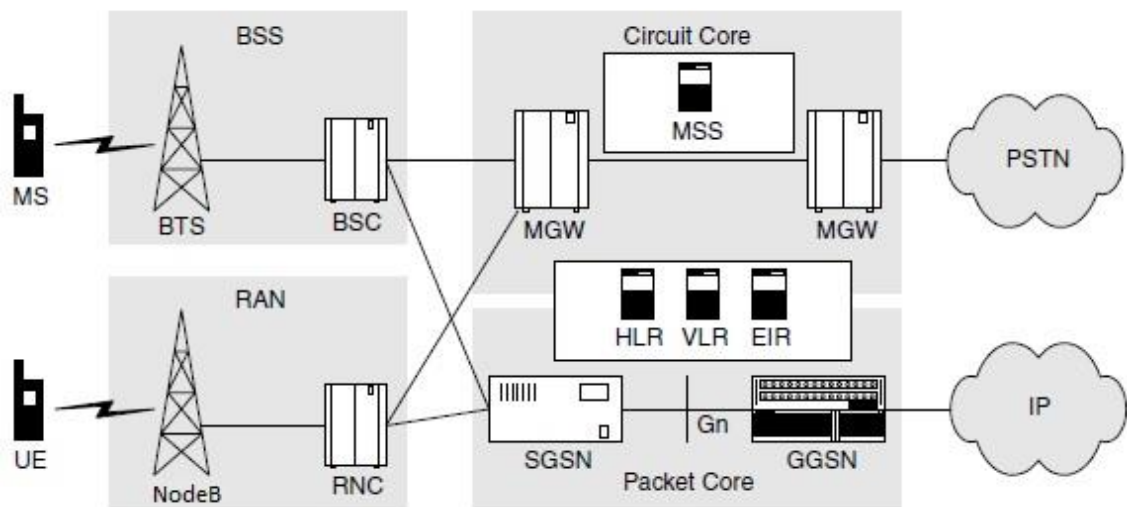 BSS
Circuit Core
MSS
MS
BTS
BSC
MGW
MGW
PSTN
RAN
HLR VLR EIR
UE
NodeB
RNC
SGSN
Gn
GGSN
IP
Packet Core